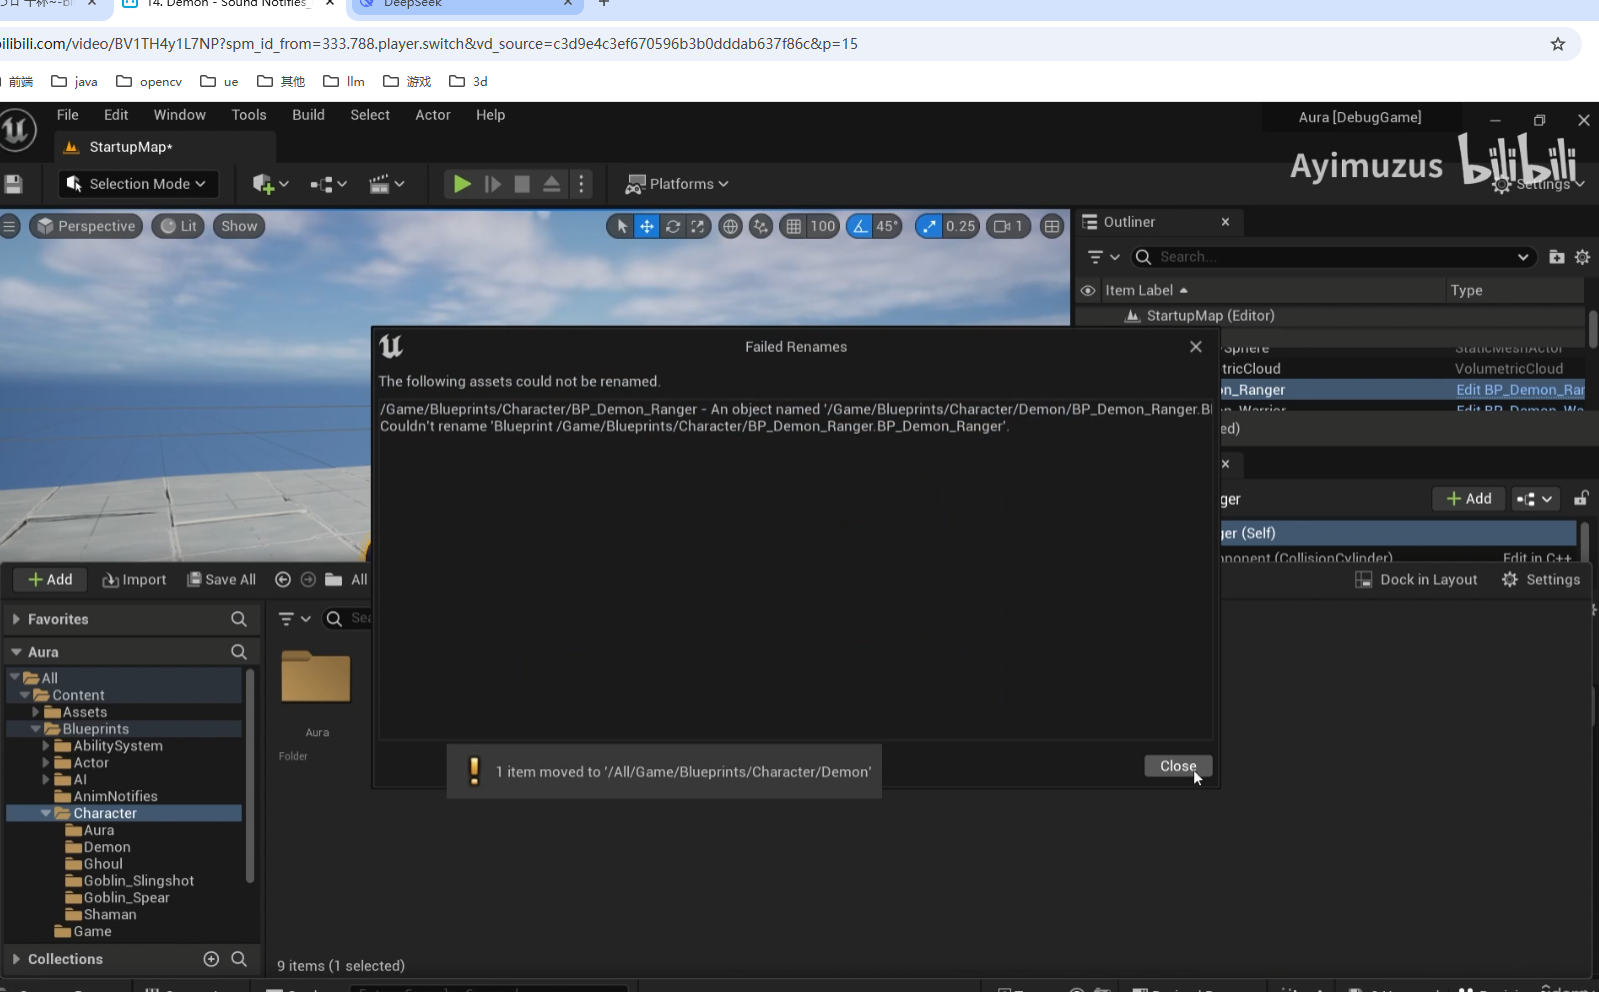 14. Demon - Sound Notifies_
DeepSeek
ilibili.com/video/BV1TH4y1L7NP?spm_id_from=333.788.player.switch&vd_source=c3d9e4c3ef670596b3b0dddab637f86c&p=15
前端 java opencv ue 其他 llm 游戏 3d
File Edit Window Tools Build Select Actor Help
Aura [DebugGame]
StartupMap*
Ayimuzus bilibili
Selection Mode
Platforms
Settings
Perspective Lit Show
100 45° 0.25 1
Outliner
Search...
Item Label Type
StartupMap (Editor)
Sphere StaticMeshActor
tricCloud VolumetricCloud
on_Ranger Edit BP_Demon_Ran
on_Warrior Edit BP_Demon_Wa
ed)
Failed Renames
The following assets could not be renamed.
/Game/Blueprints/Character/BP_Demon_Ranger - An object named '/Game/Blueprints/Character/Demon/BP_Demon_Ranger.BI
Couldn't rename 'Blueprint /Game/Blueprints/Character/BP_Demon_Ranger.BP_Demon_Ranger'.
ger
Add
ger (Self)
ponent (CollisionCylinder) Edit in C++
Add Import Save All All
Dock in Layout Settings
Favorites
Sea
Aura
All
Content
Assets
Blueprints
AbilitySystem
Actor
AI
AnimNotifies
Character
Aura
Demon
Ghoul
Goblin_Slingshot
Goblin_Spear
Shaman
Game
Collections
Aura
Folder
1 item moved to '/All/Game/Blueprints/Character/Demon'
Close
9 items (1 selected)